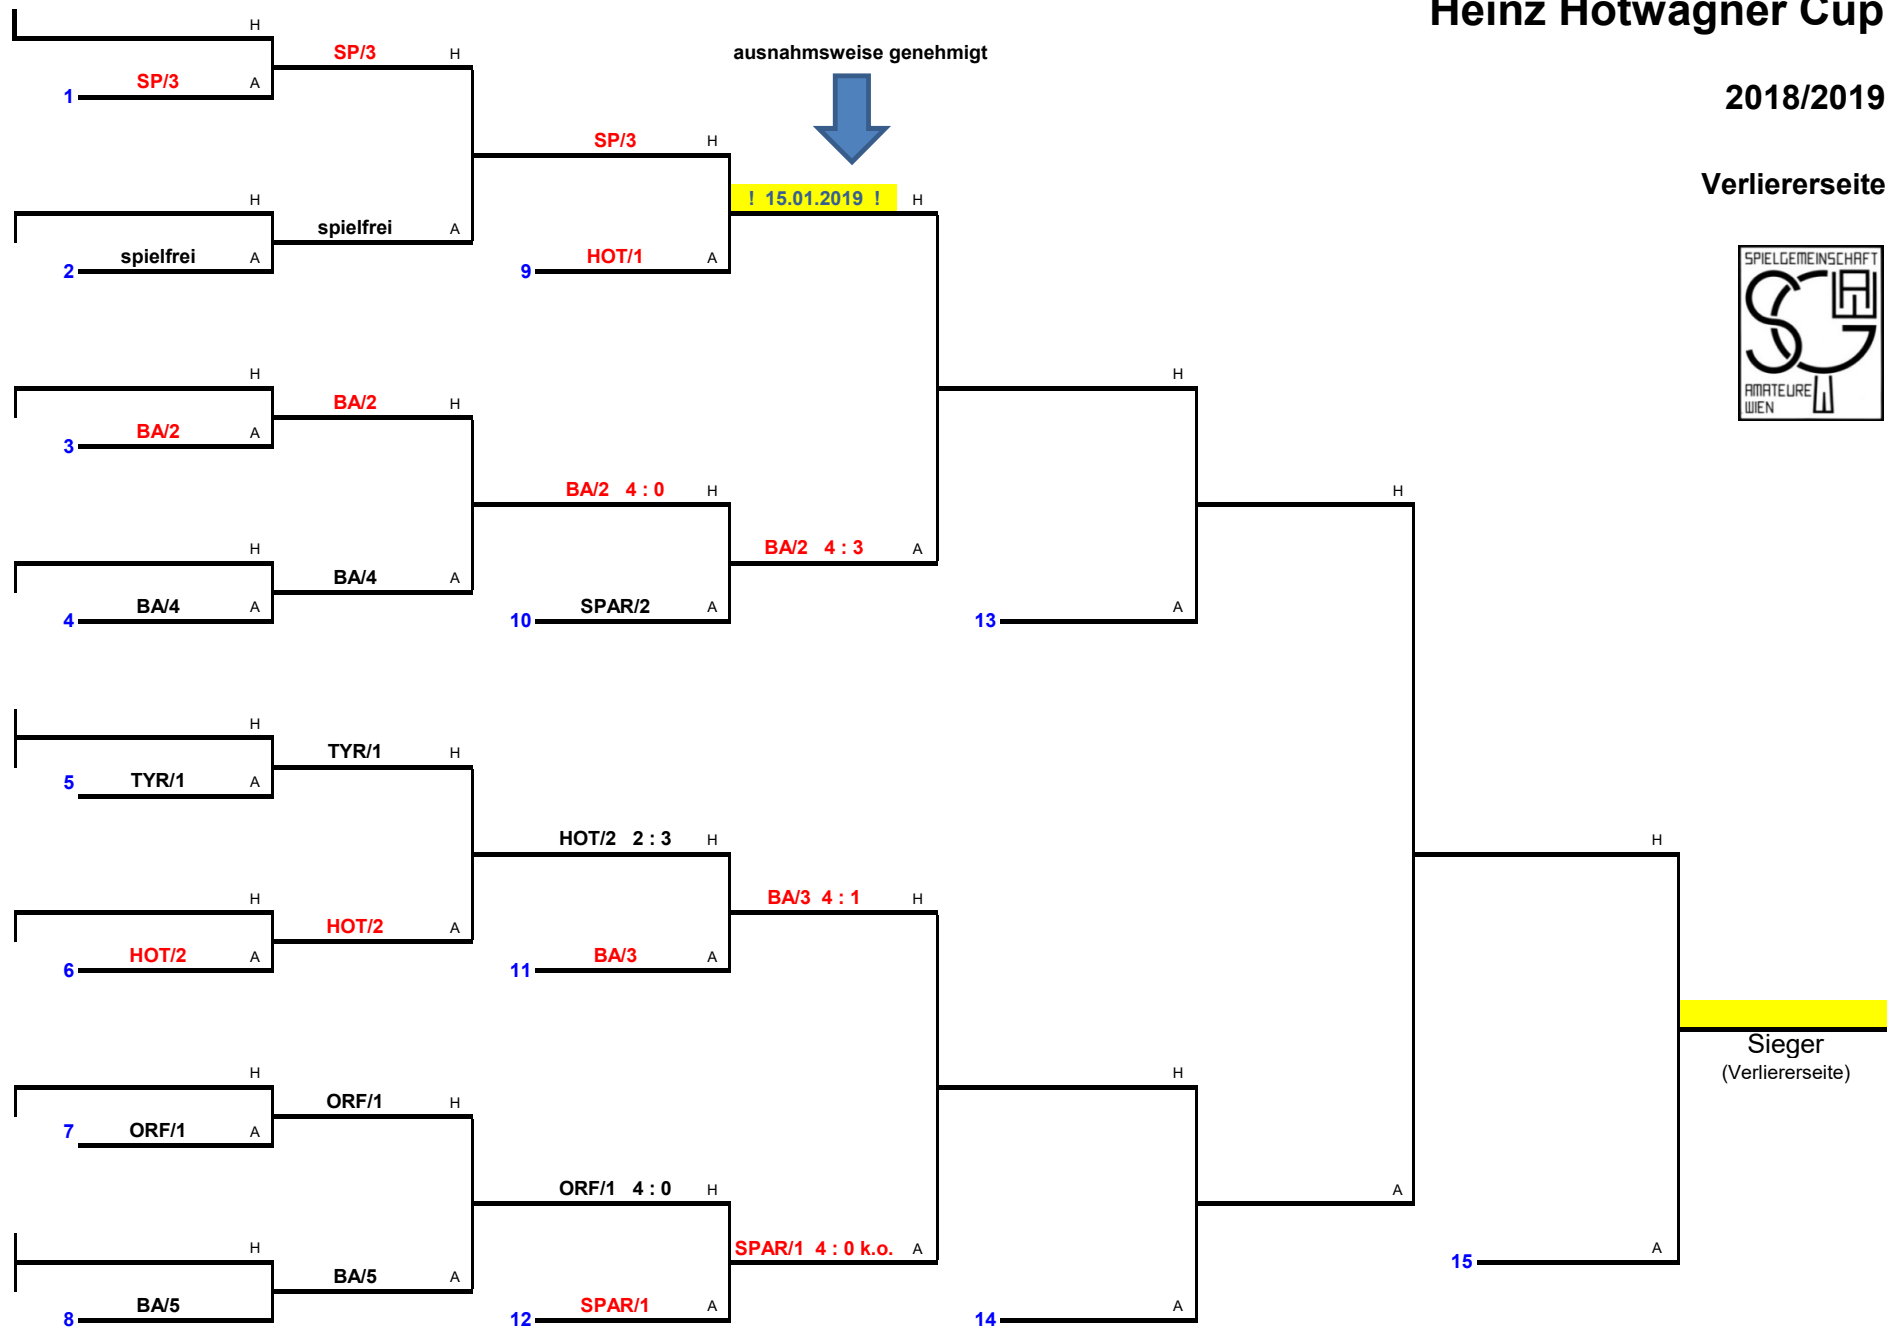 Heinz Hotwagner Cup
H
SP/3 H
ausnahmsweise genehmigt
1 SP/3 A
2018/2019
SP/3 H
Verliererseite
H
! 15.01.2019 ! H
spielfrei A
2 spielfrei A
9 HOT/1 A
SPIELGEMEINSCHAFT
SG
AW
AMATEURE
WIEN
H
H
BA/2 H
3 BA/2 A
BA/2 4 : 0 H
H
H
BA/2 4 : 3 A
BA/4 A
4 BA/4 A
10 SPAR/2 A
13 A
H
TYR/1 H
5 TYR/1 A
HOT/2 2 : 3 H
H
H
BA/3 4 : 1 H
HOT/2 A
6 HOT/2 A
11 BA/3 A
Sieger
(Verliererseite)
H
H
ORF/1 H
7 ORF/1 A
ORF/1 4 : 0 H
A
H
SPAR/1 4 : 0 k.o. A
A
15
BA/5 A
8 BA/5
12 SPAR/1 A
14 A